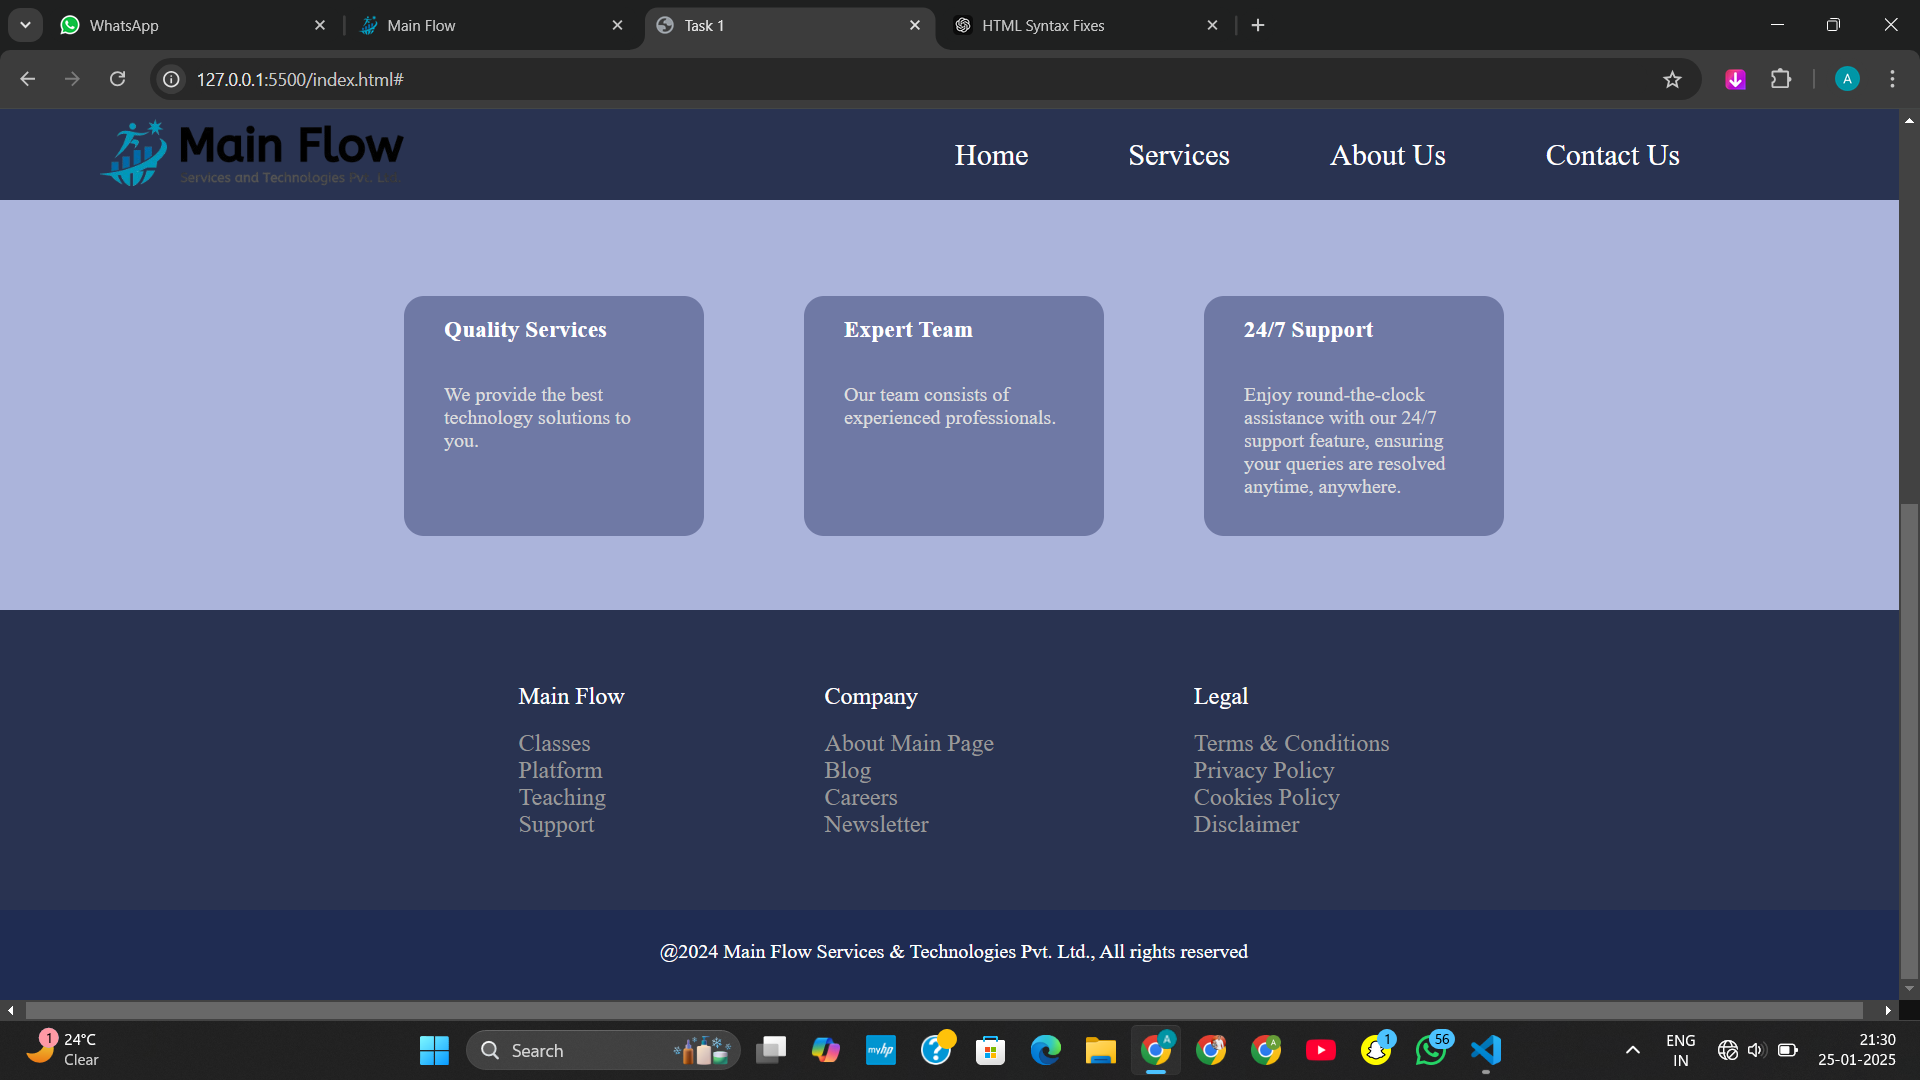 WhatsApp
Main Flow
Task 1
HTML Syntax Fixes
127.0.0.1:5500/index.html#
A
Main Flow
Services and Technologies Pvt. Ltd.
Home
Services
About Us
Contact Us
Quality Services
We provide the best
technology solutions to
you.
Expert Team
Our team consists of
experienced professionals.
24/7 Support
Enjoy round-the-clock
assistance with our 24/7
support feature, ensuring
your queries are resolved
anytime, anywhere.
Main Flow
Classes
Platform
Teaching
Support
Company
About Main Page
Blog
Careers
Newsletter
Legal
Terms & Conditions
Privacy Policy
Cookies Policy
Disclaimer
@2024 Main Flow Services & Technologies Pvt. Ltd., All rights reserved
1
24°C
Clear
Search
myhp
A
A
1
56
ENG
IN
21:30
25-01-2025